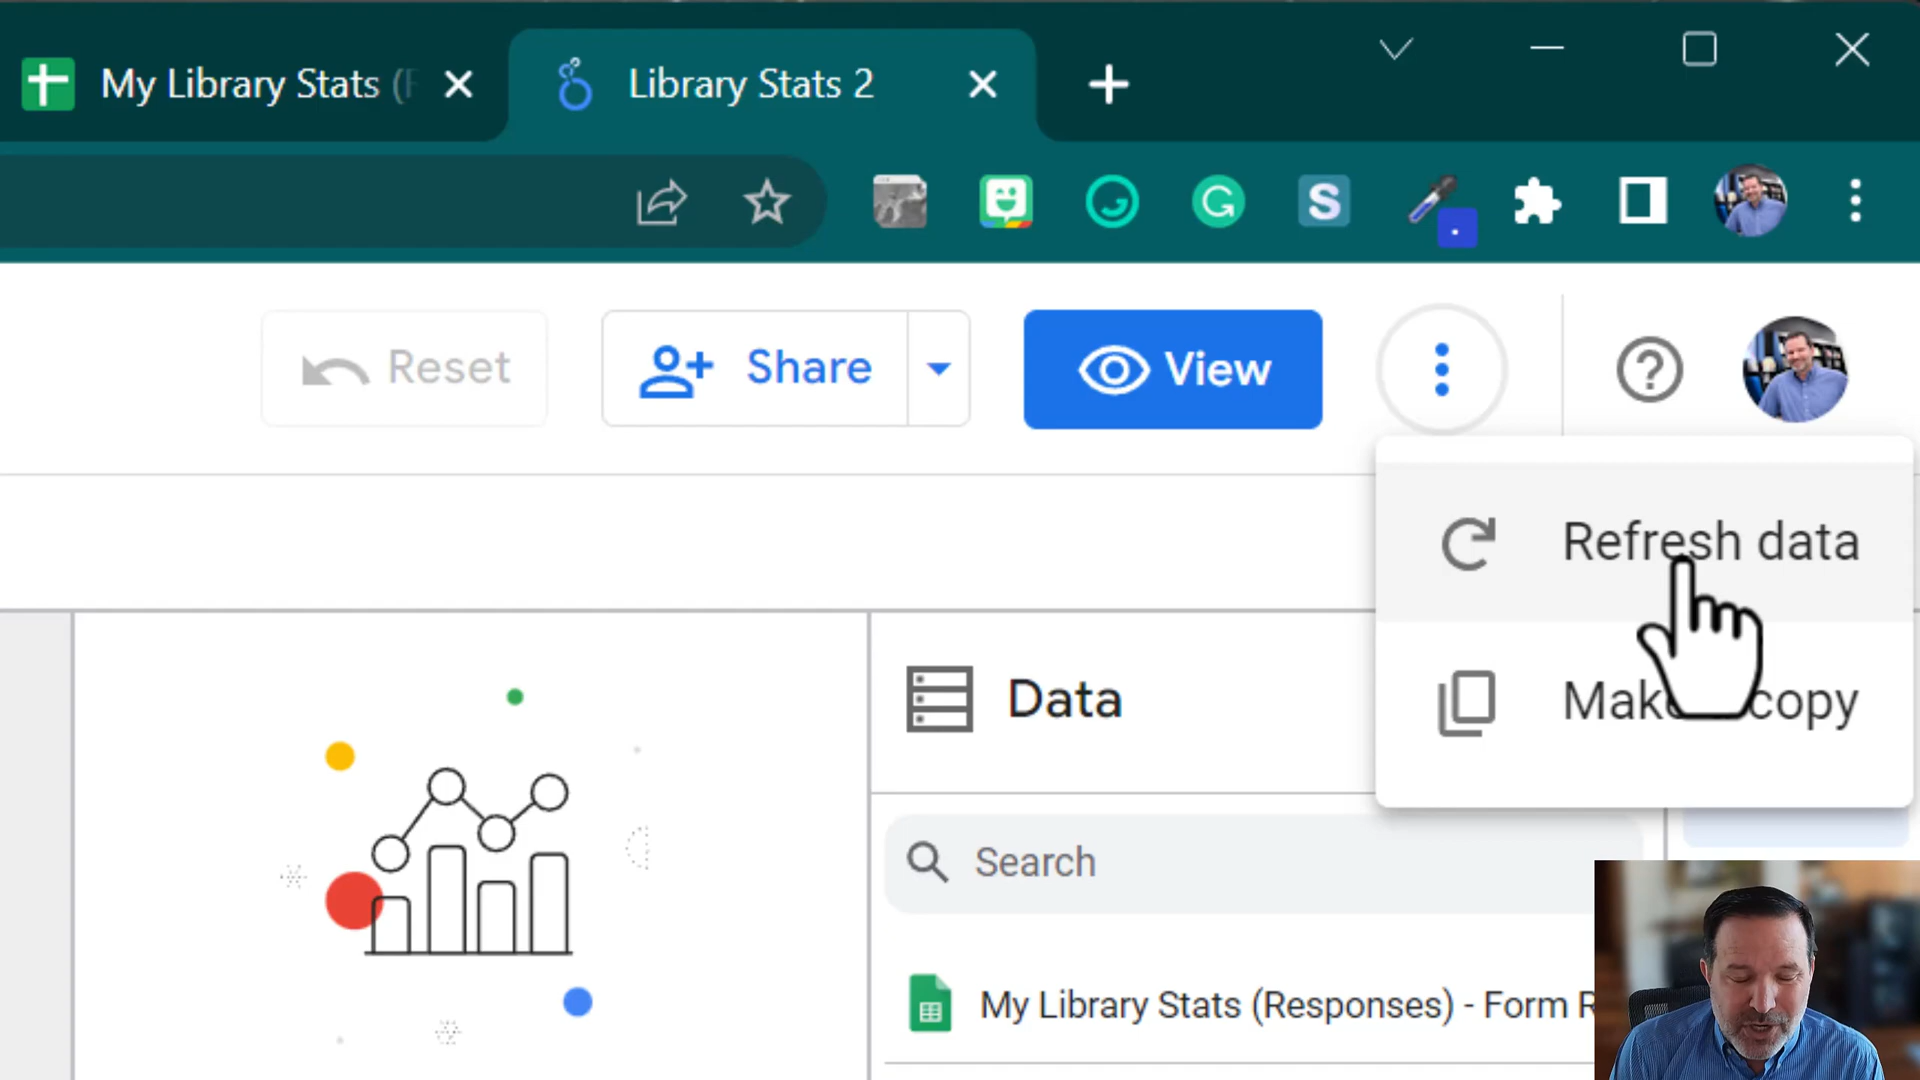 My Library Stats (F
Library Stats 2
Reset
Share
View
Refresh data
Make copy
Data
Search
My Library Stats (Responses) - Form R